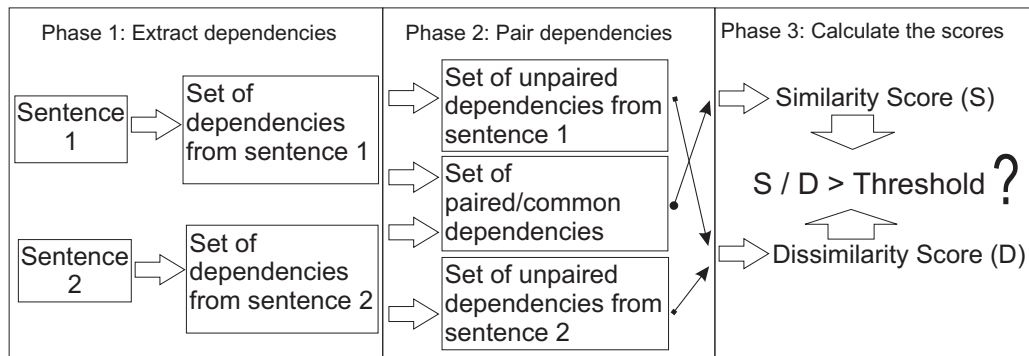 Phase 1: Extract dependencies
Sentence
1
Set of
dependencies
from sentence 1
Sentence
2
Set of
dependencies
from sentence 2
Phase 2: Pair dependencies
Set of unpaired
dependencies from
sentence 1
Set of
paired/common
dependencies
Set of unpaired
dependencies from
sentence 2
Phase 3: Calculate the scores
Similarity Score (S)
S / D > Threshold ?
Dissimilarity Score (D)